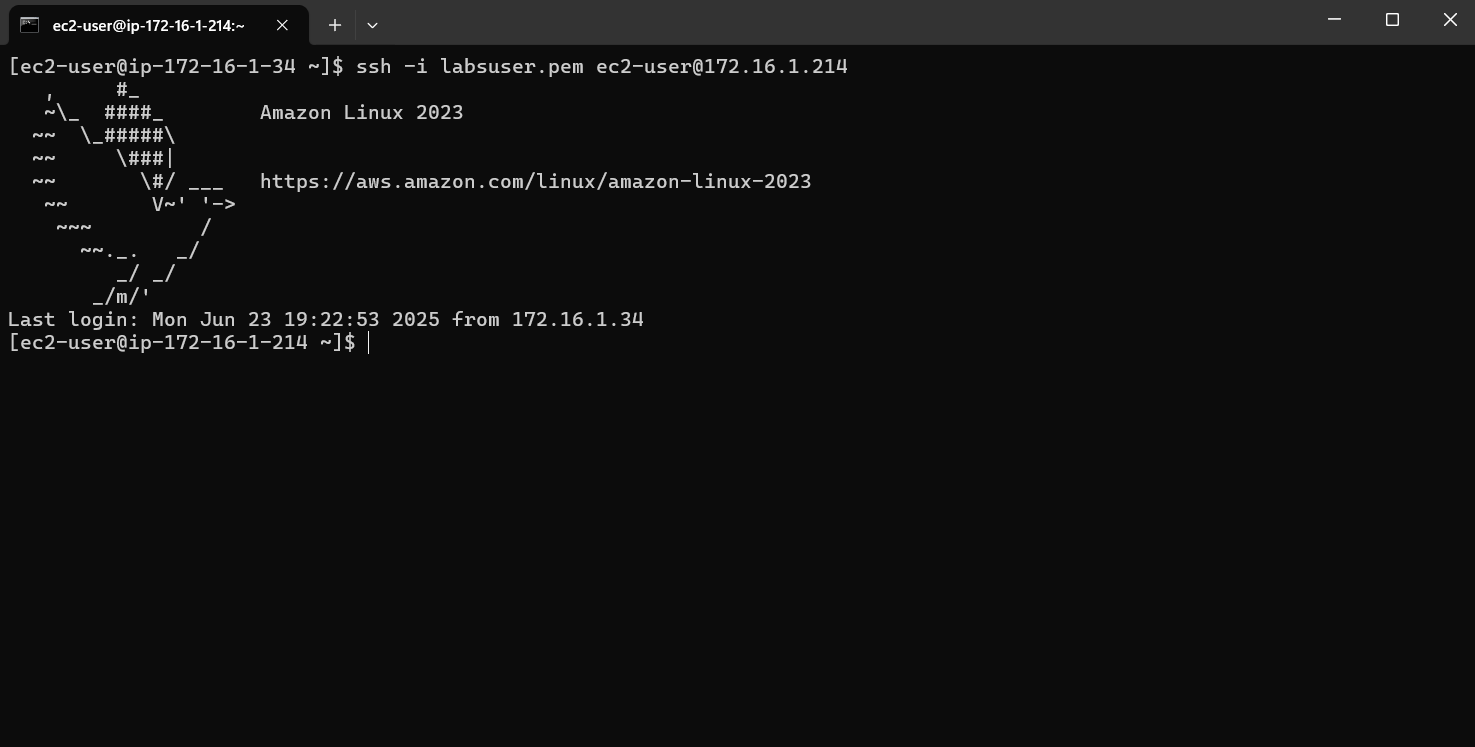 ec2-user@ip-172-16-1-214:~
[ec2-user@ip-172-16-1-34 ~]$ ssh -i labsuser.pem ec2-user@172.16.1.214
   ,     #_
   ~\_  ####_        Amazon Linux 2023
  ~~  \_#####\
  ~~     \###|
  ~~       \#/ ___   https://aws.amazon.com/linux/amazon-linux-2023
   ~~       V~' '->
    ~~~         /
      ~~._.   _/
         _/ _/
       _/m/'
Last login: Mon Jun 23 19:22:53 2025 from 172.16.1.34
[ec2-user@ip-172-16-1-214 ~]$